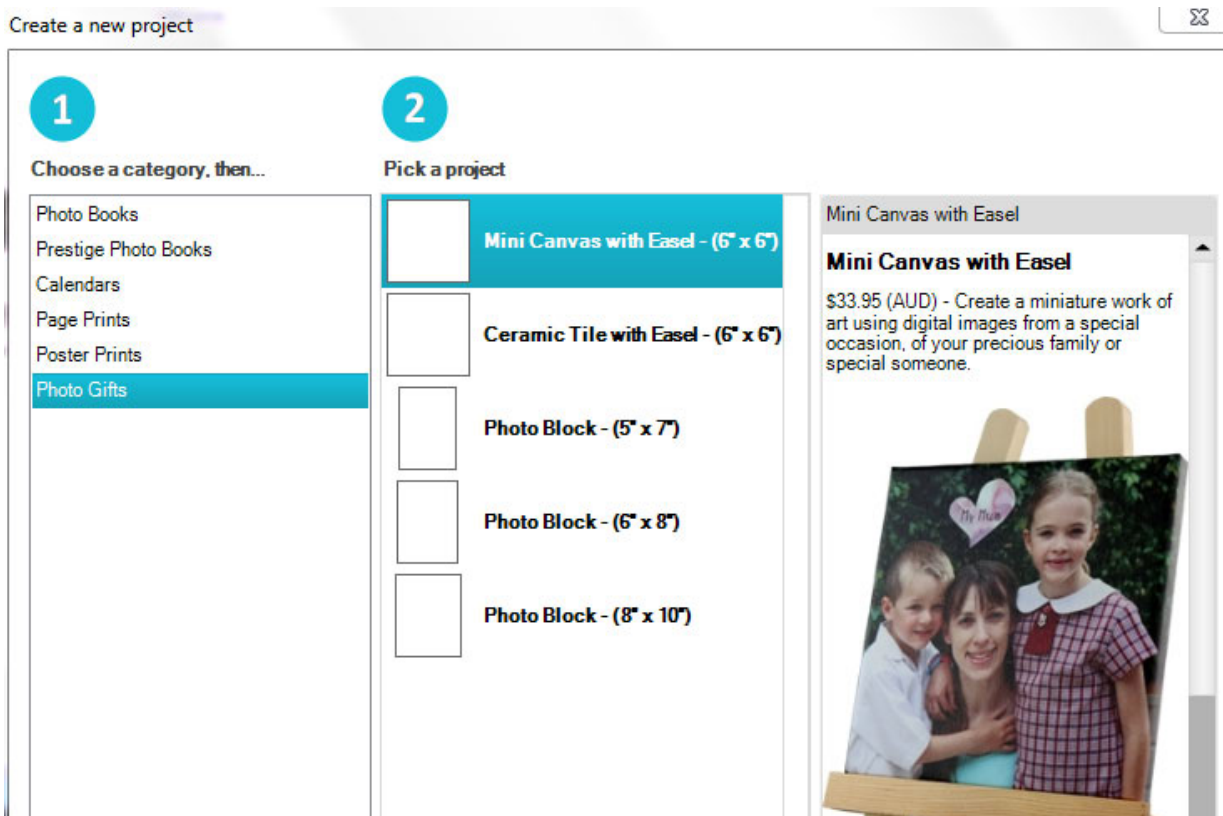 Create a new project
1
Choose a category, then...
Photo Books
Prestige Photo Books
Calendars
Page Prints
Poster Prints
Photo Gifts
2
Pick a project
Mini Canvas with Easel - (6" x 6")
Ceramic Tile with Easel - (6" x 6")
Photo Block - (5" x 7")
Photo Block - (6" x 8")
Photo Block - (8" x 10")
Mini Canvas with Easel
Mini Canvas with Easel
$33.95 (AUD) - Create a miniature work of
art using digital images from a special
occasion, of your precious family or
special someone.
My Mum